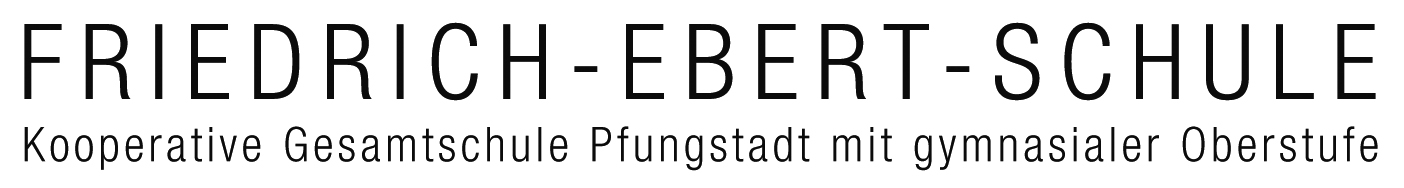 FRIEDRICH-EBERT-SCHULE
Kooperative Gesamtschule Pfungstadt mit gymnasialer Oberstufe